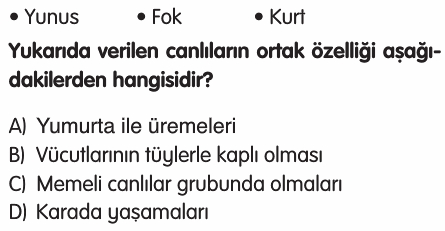 • Yunus • Fok • Kurt
Yukarıda verilen canlıların ortak özelliği aşağı-
dakilerden hangisidir?
A) Yumurta ile üremeleri
B) Vücutlarının tüylerle kaplı olması
C) Memeli canlılar grubunda olmaları
D) Karada yaşamaları